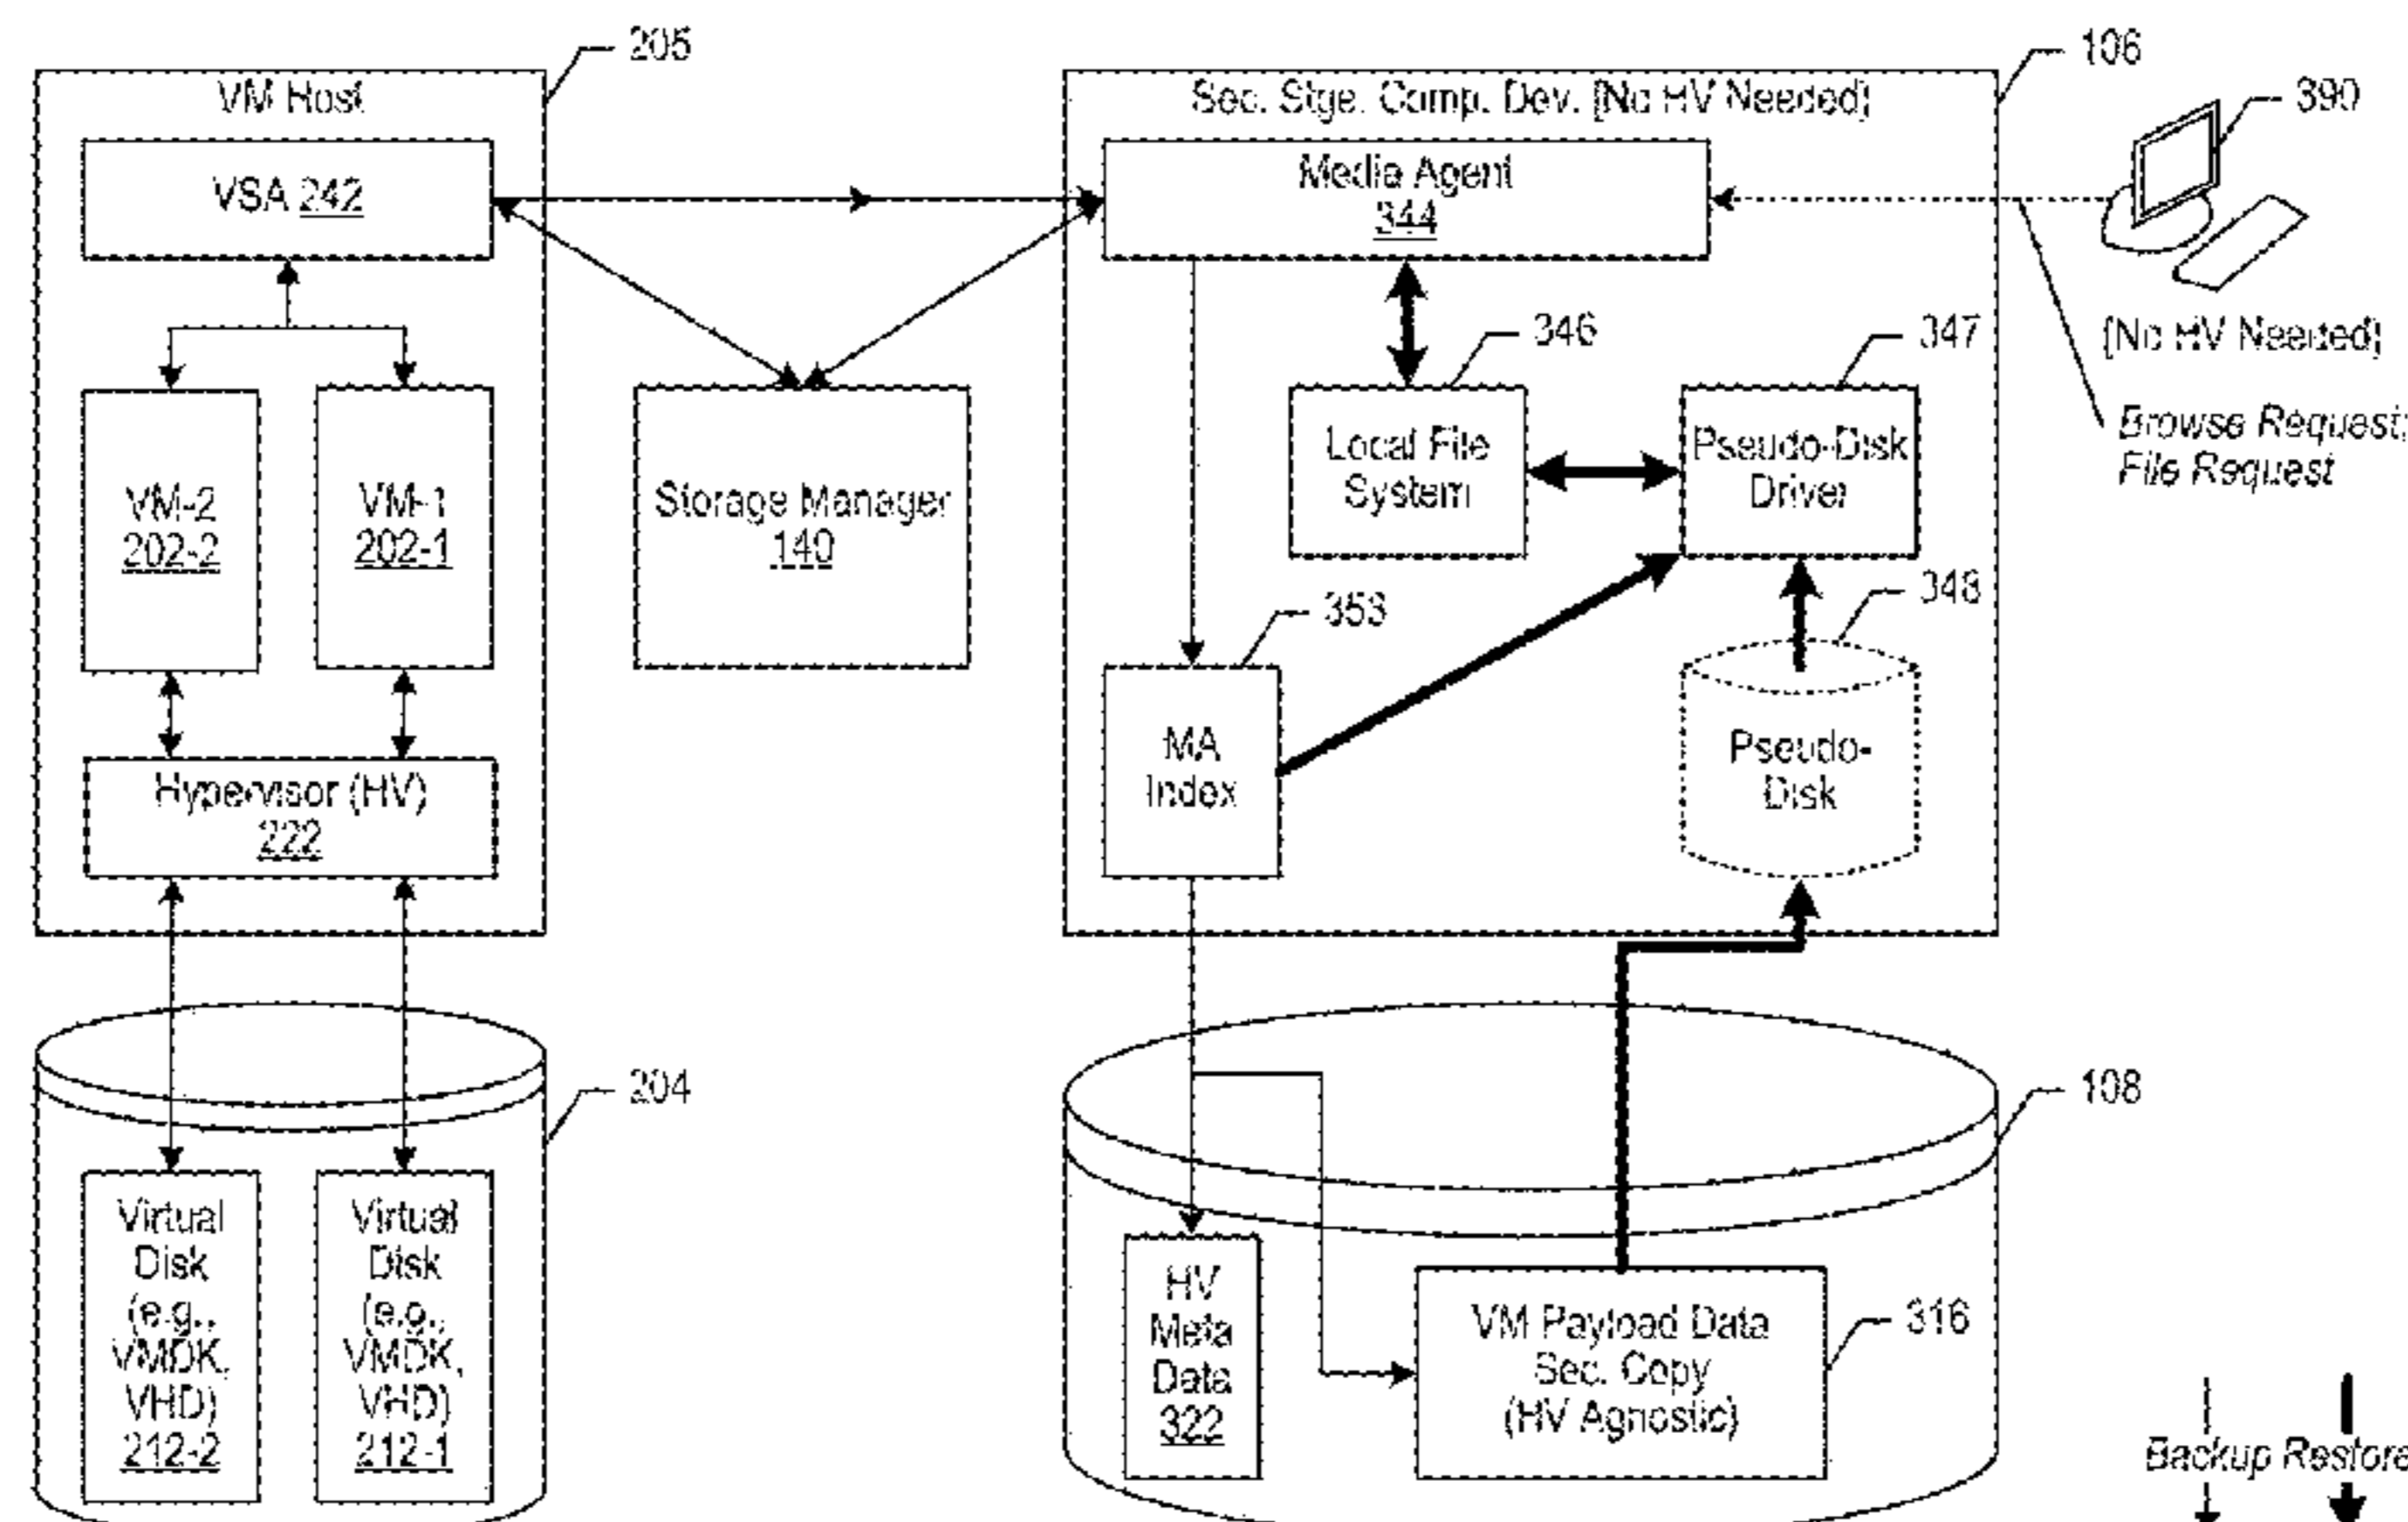 205
VM Host
VSA 242
VM-2
202-2
VM-1
202-1
Hypervisor (HV)
222
204
Virtual
Disk
(e.g.,
VMDK,
VHD)
212-2
Virtual
Disk
(e.g.,
VMDK,
VHD)
212-1
Storage Manager
140
106
Sec. Stge. Comp. Dev. [No HV Needed]
Media Agent
344
346
Local File
System
347
Pseudo-Disk
Driver
353
MA
Index
348
Pseudo-
Disk
390
[No HV Needed]
Browse Request;
File Request
108
HV
Meta
Data
322
VM Payload Data
Sec. Copy
(HV Agnostic)
316
Backup Restore